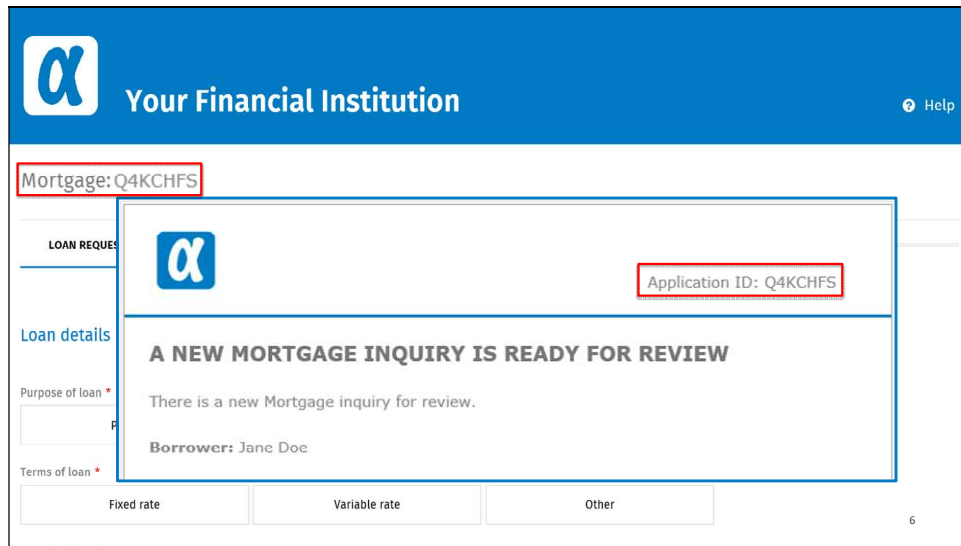 α
Your Financial Institution
Help
Mortgage: Q4KCHFS
LOAN REQUES
α
Application ID: Q4KCHFS
Loan details
A NEW MORTGAGE INQUIRY IS READY FOR REVIEW
Purpose of loan *
There is a new Mortgage inquiry for review.
P
Borrower: Jane Doe
Terms of loan *
Fixed rate
Variable rate
Other
6